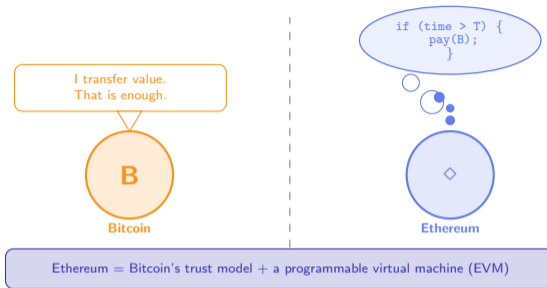 I transfer value.
That is enough.
B
Bitcoin
if (time > T) {
pay(B);
}
Ethereum
Ethereum = Bitcoin's trust model + a programmable virtual machine (EVM)